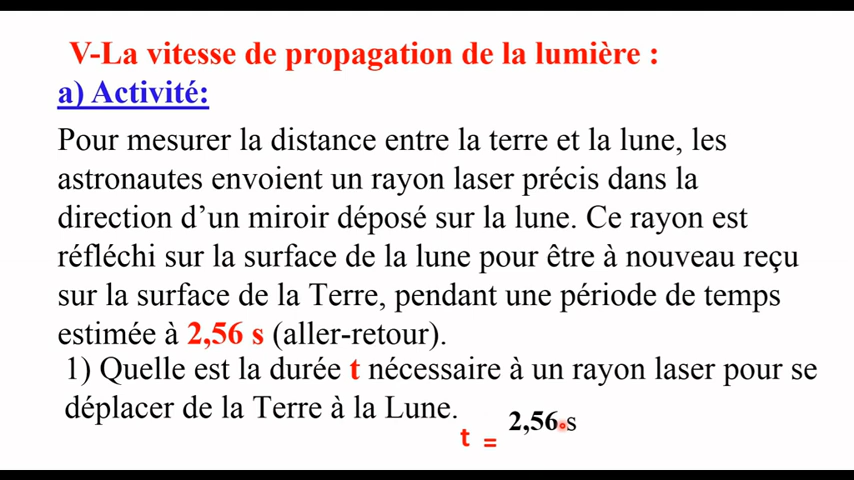 V-La vitesse de propagation de la lumière :
a) Activité:
Pour mesurer la distance entre la terre et la lune, les
astronautes envoient un rayon laser précis dans la
direction d’un miroir déposé sur la lune. Ce rayon est
réfléchi sur la surface de la lune pour être à nouveau reçu
sur la surface de la Terre, pendant une période de temps
estimée à 2,56 s (aller-retour).
1) Quelle est la durée t nécessaire à un rayon laser pour se
déplacer de la Terre à la Lune.
t = 2,56 s